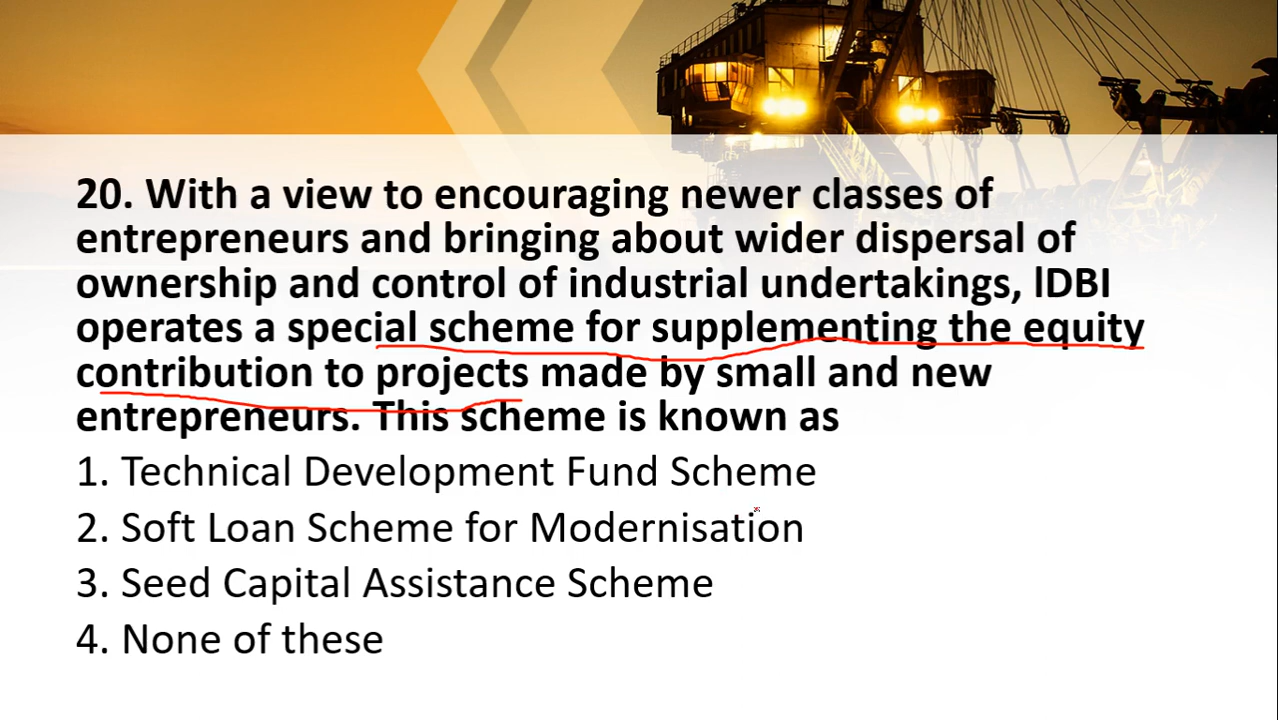 20. With a view to encouraging newer classes of
entrepreneurs and bringing about wider dispersal of
ownership and control of industrial undertakings, lDBI
operates a special scheme for supplementing the equity
contribution to projects made by small and new
entrepreneurs. This scheme is known as
1. Technical Development Fund Scheme
2. Soft Loan Scheme for Modernisation
3. Seed Capital Assistance Scheme
4. None of these